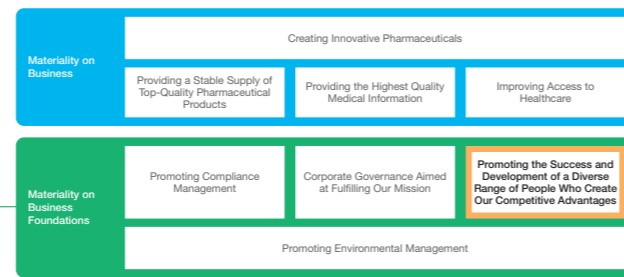 Materiality on
Business
Creating Innovative Pharmaceuticals
Providing a Stable Supply of
Top-Quality Pharmaceutical
Products
Providing the Highest Quality
Medical Information
Improving Access to
Healthcare
Materiality on
Business
Foundations
Promoting Compliance
Management
Corporate Governance Aimed
at Fulfilling Our Mission
Promoting the Success and
Development of a Diverse
Range of People Who Create
Our Competitive Advantages
Promoting Environmental Management